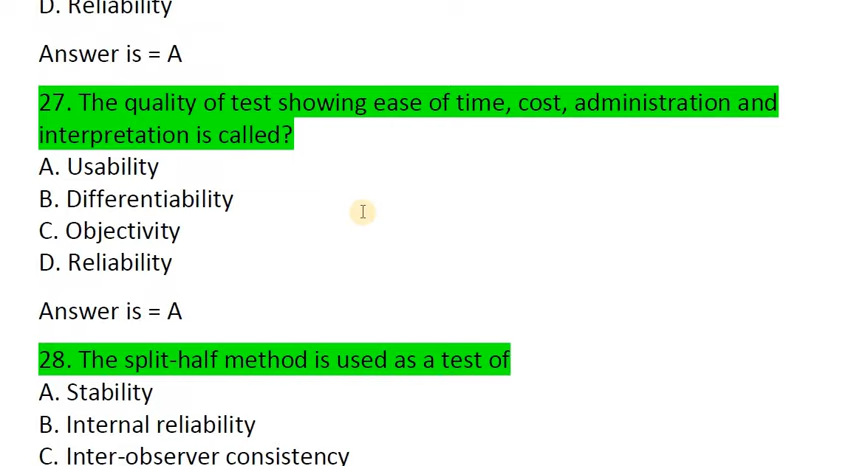 D. Reliability
Answer is = A
27. The quality of test showing ease of time, cost, administration and
interpretation is called?
A. Usability
B. Differentiability
C. Objectivity
D. Reliability
Answer is = A
28. The split-half method is used as a test of
A. Stability
B. Internal reliability
C. Inter-observer consistency